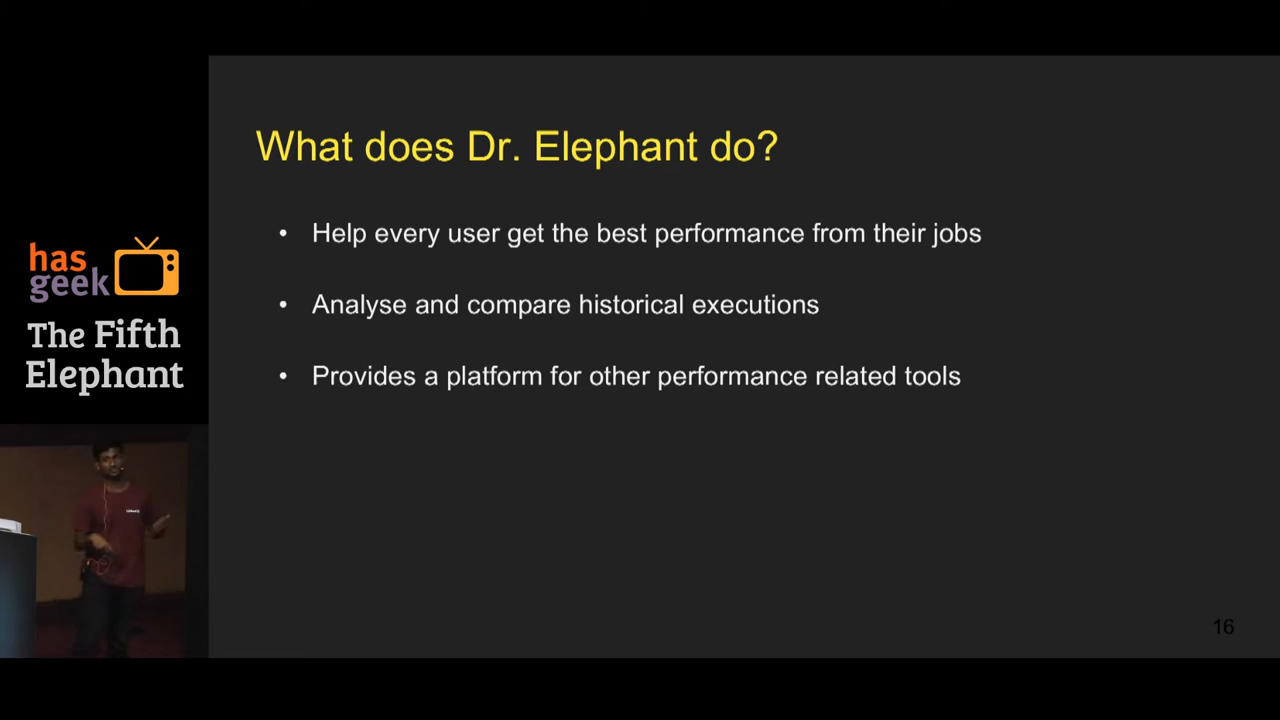 What does Dr. Elephant do?
• Help every user get the best performance from their jobs
• Analyse and compare historical executions
• Provides a platform for other performance related tools
has
geek
The Fifth
Elephant
16